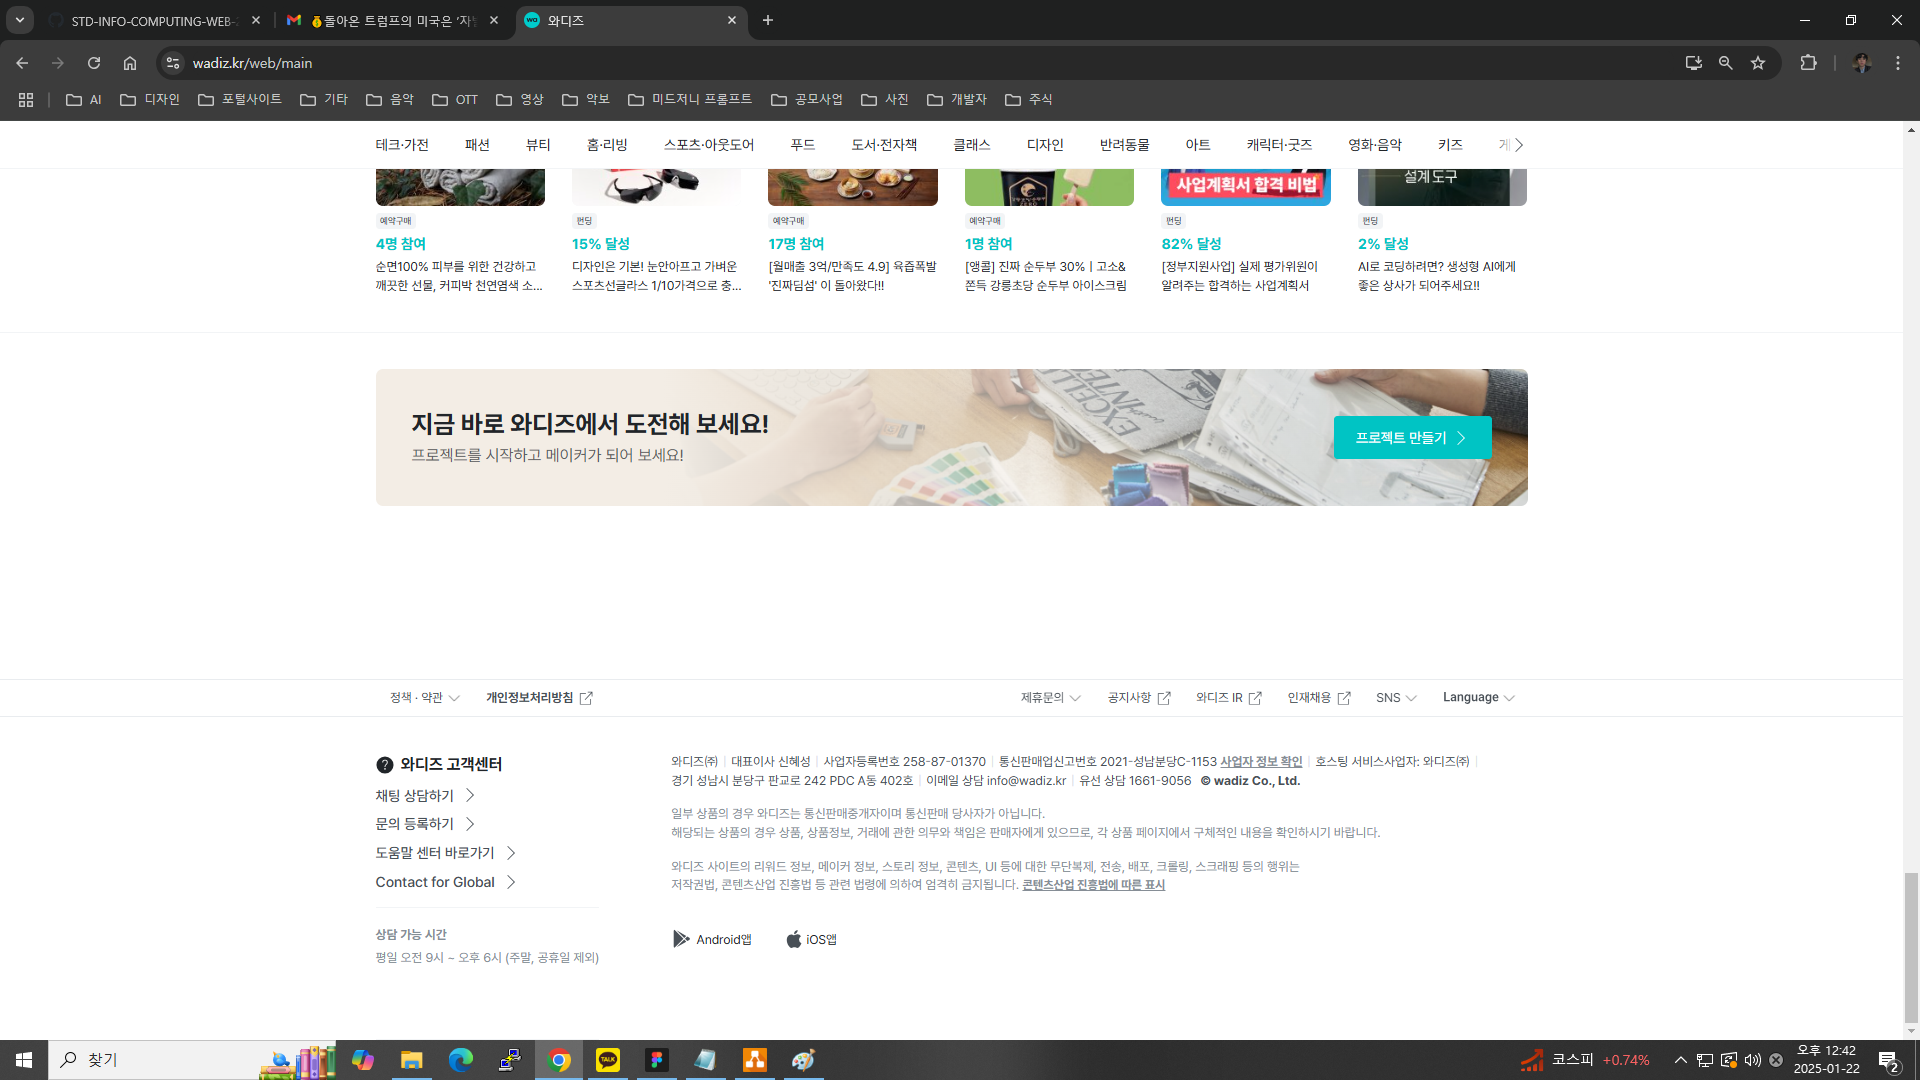 STD-INFO-COMPUTING-WEB-
돌아온 트럼프의 미국은 ‘자
와디즈
wadiz.kr/web/main
AI 디자인 포털사이트 기타 음악 OTT 영상 악보 미드저니 프롬프트 공모사업 사진 개발자 주식
테크·가전 패션 뷰티 홈·리빙 스포츠·아웃도어 푸드 도서·전자책 클래스 디자인 반려동물 아트 캐릭터·굿즈 영화·음악 키즈 게
사업계획서 합격 비법
설계 도구
예약구매
4명 참여
순면100% 피부를 위한 건강하고
깨끗한 선물, 커피박 천연염색 소...
펀딩
15% 달성
디자인은 기본! 눈안아프고 가벼운
스포츠선글라스 1/10가격으로 충...
예약구매
17명 참여
[월매출 3억/만족도 4.9] 육즙폭발
'진짜딤섬' 이 돌아왔다!!
예약구매
1명 참여
[앵콜] 진짜 순두부 30% | 고소&
쫀득 강릉초당 순두부 아이스크림
펀딩
82% 달성
[정부지원사업] 실제 평가위원이
알려주는 합격하는 사업계획서
펀딩
2% 달성
AI로 코딩하려면? 생성형 AI에게
좋은 상사가 되어주세요!!
지금 바로 와디즈에서 도전해 보세요!
프로젝트를 시작하고 메이커가 되어 보세요!
프로젝트 만들기
정책 · 약관 개인정보처리방침 제휴문의 공지사항 와디즈 IR 인재채용 SNS Language
와디즈 고객센터
채팅 상담하기
문의 등록하기
도움말 센터 바로가기
Contact for Global
상담 가능 시간
평일 오전 9시 ~ 오후 6시 (주말, 공휴일 제외)
와디즈㈜ | 대표이사 신혜성 | 사업자등록번호 258-87-01370 | 통신판매업신고번호 2021-성남분당C-1153 사업자 정보 확인 | 호스팅 서비스사업자: 와디즈㈜ |
경기 성남시 분당구 판교로 242 PDC A동 402호 | 이메일 상담 info@wadiz.kr | 유선 상담 1661-9056 © wadiz Co., Ltd.
일부 상품의 경우 와디즈는 통신판매중개자이며 통신판매 당사자가 아닙니다.
해당되는 상품의 경우 상품, 상품정보, 거래에 관한 의무와 책임은 판매자에게 있으므로, 각 상품 페이지에서 구체적인 내용을 확인하시기 바랍니다.
와디즈 사이트의 리워드 정보, 메이커 정보, 스토리 정보, 콘텐츠, UI 등에 대한 무단복제, 전송, 배포, 크롤링, 스크래핑 등의 행위는
저작권법, 콘텐츠산업 진흥법 등 관련 법령에 의하여 엄격히 금지됩니다. 콘텐츠산업 진흥법에 따른 표시
Android앱 iOS앱
찾기
TALK
코스피 +0.74%
오후 12:42
2025-01-22
2